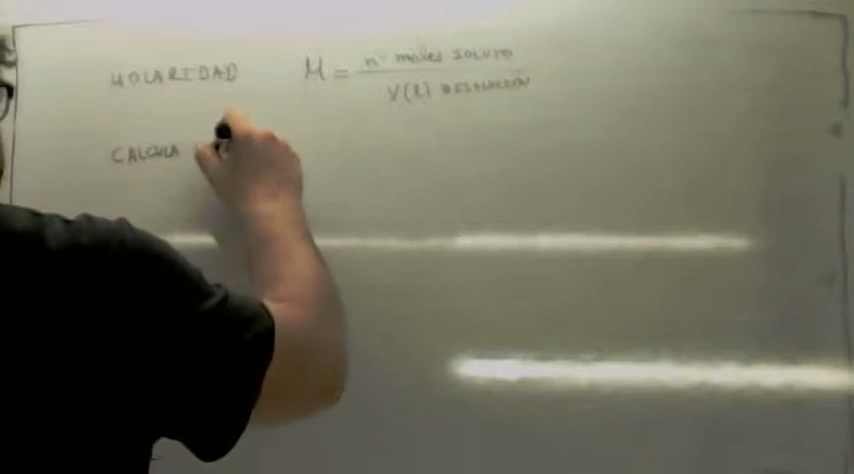 MOLARIDAD M = nº moles SOLUTO / V(l) DISOLUCIÓN
CALCULA